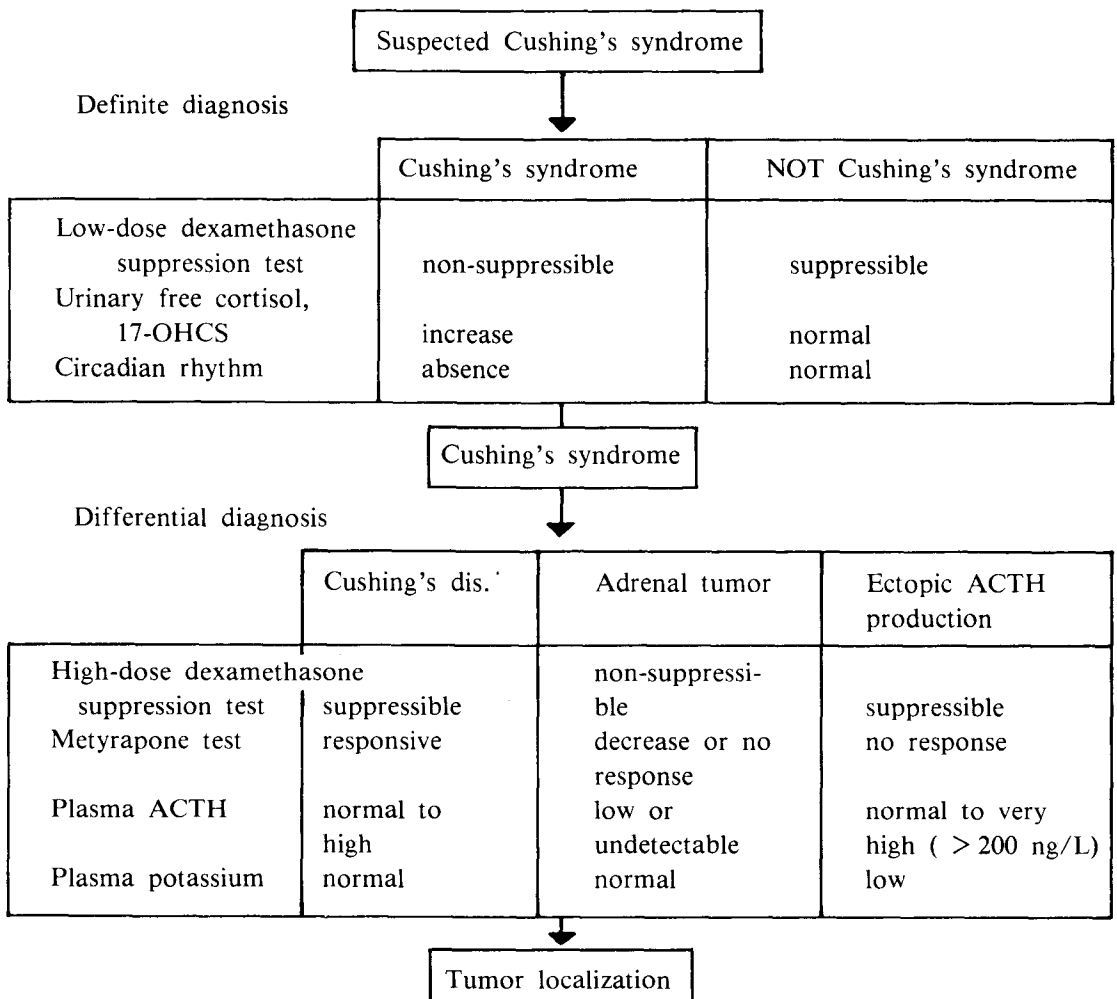 Suspected Cushing's syndrome
Definite diagnosis
Cushing's syndrome NOT Cushing's syndrome
Low-dose dexamethasone
suppression test non-suppressible suppressible
Urinary free cortisol,
17-OHCS increase normal
Circadian rhythm absence normal
Cushing's syndrome
Differential diagnosis
Cushing's dis. Adrenal tumor Ectopic ACTH
production
High-dose dexamethasone non-suppressi-
suppression test suppressible ble suppressible
Metyrapone test responsive decrease or no no response
response
Plasma ACTH normal to low or normal to very
high undetectable high ( > 200 ng/L)
Plasma potassium normal normal low
Tumor localization